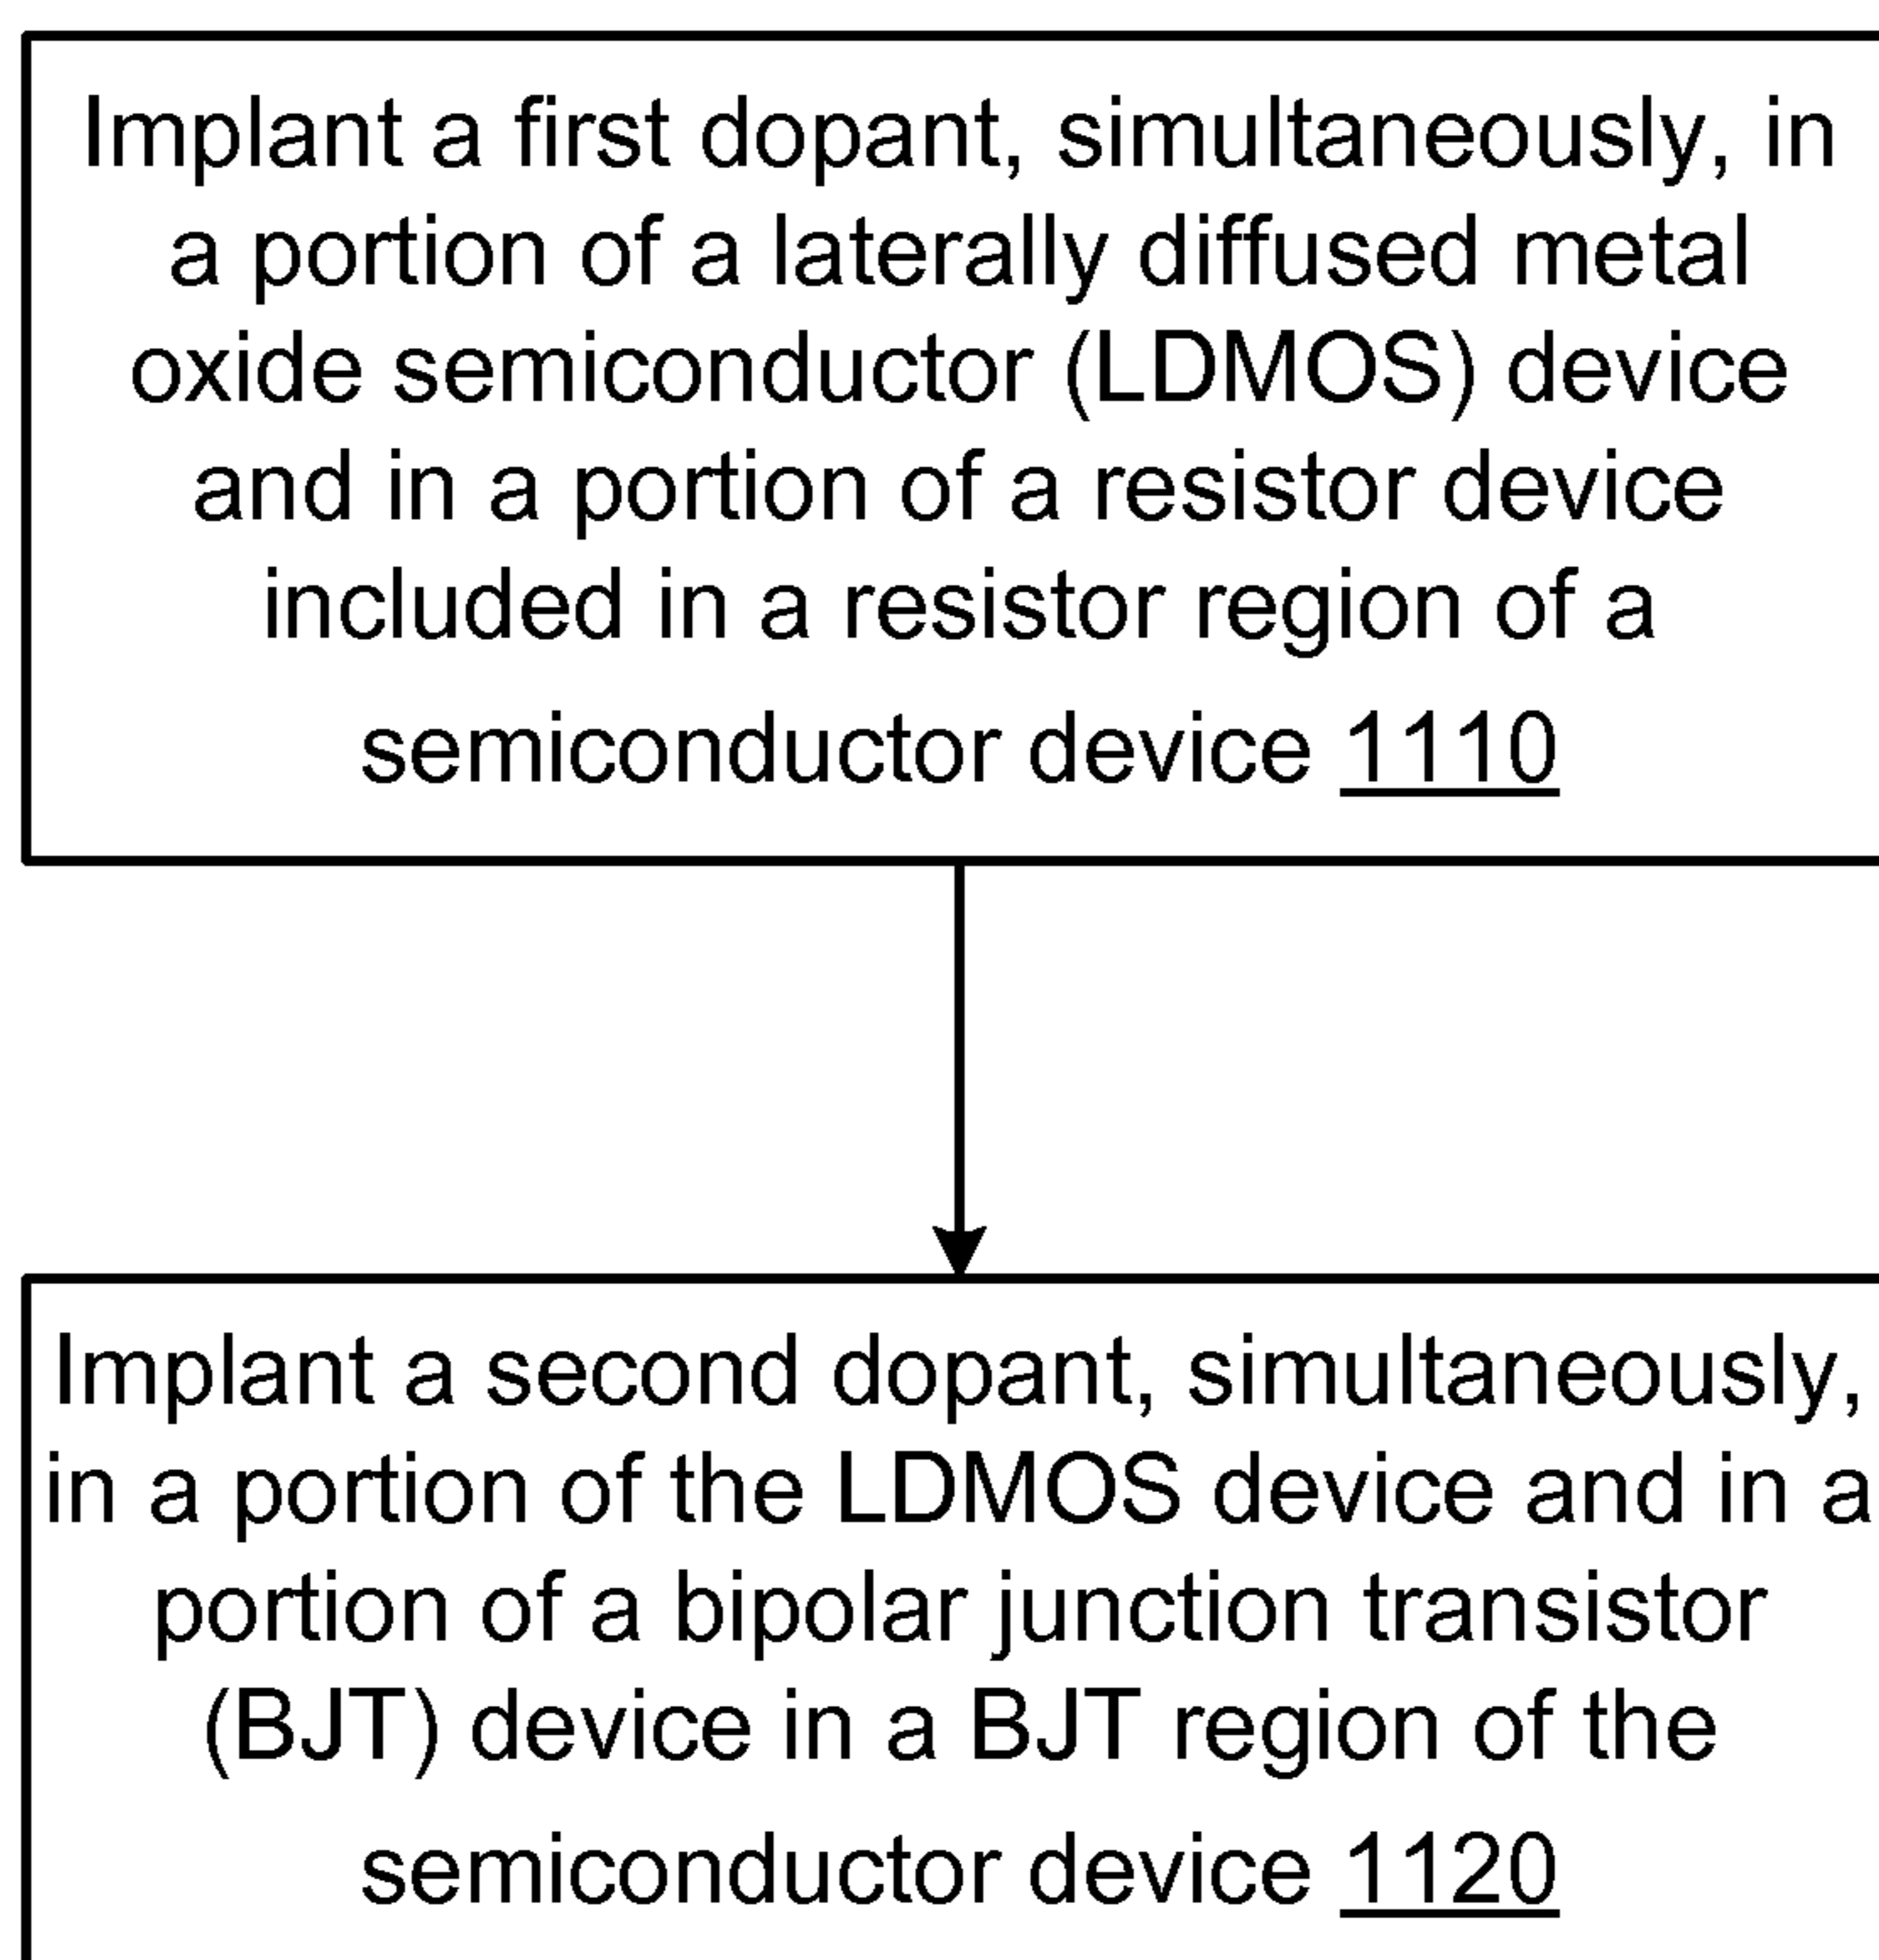 Implant a first dopant, simultaneously, in
a portion of a laterally diffused metal
oxide semiconductor (LDMOS) device
and in a portion of a resistor device
included in a resistor region of a
semiconductor device 1110
Implant a second dopant, simultaneously,
in a portion of the LDMOS device and in a
portion of a bipolar junction transistor
(BJT) device in a BJT region of the
semiconductor device 1120